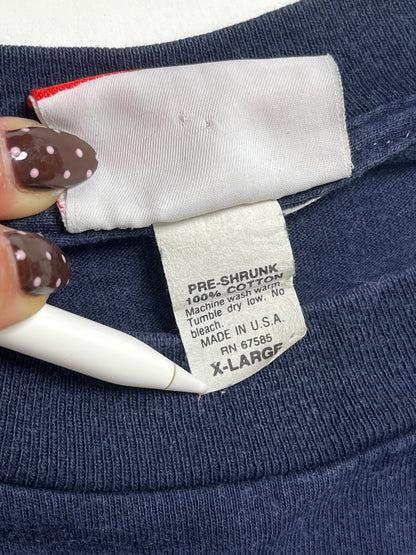 PRE-SHRUNK
100% COTTON
Machine wash warm.
Tumble dry low. No
bleach.
MADE IN U.S.A.
RN 67585
X-LARGE